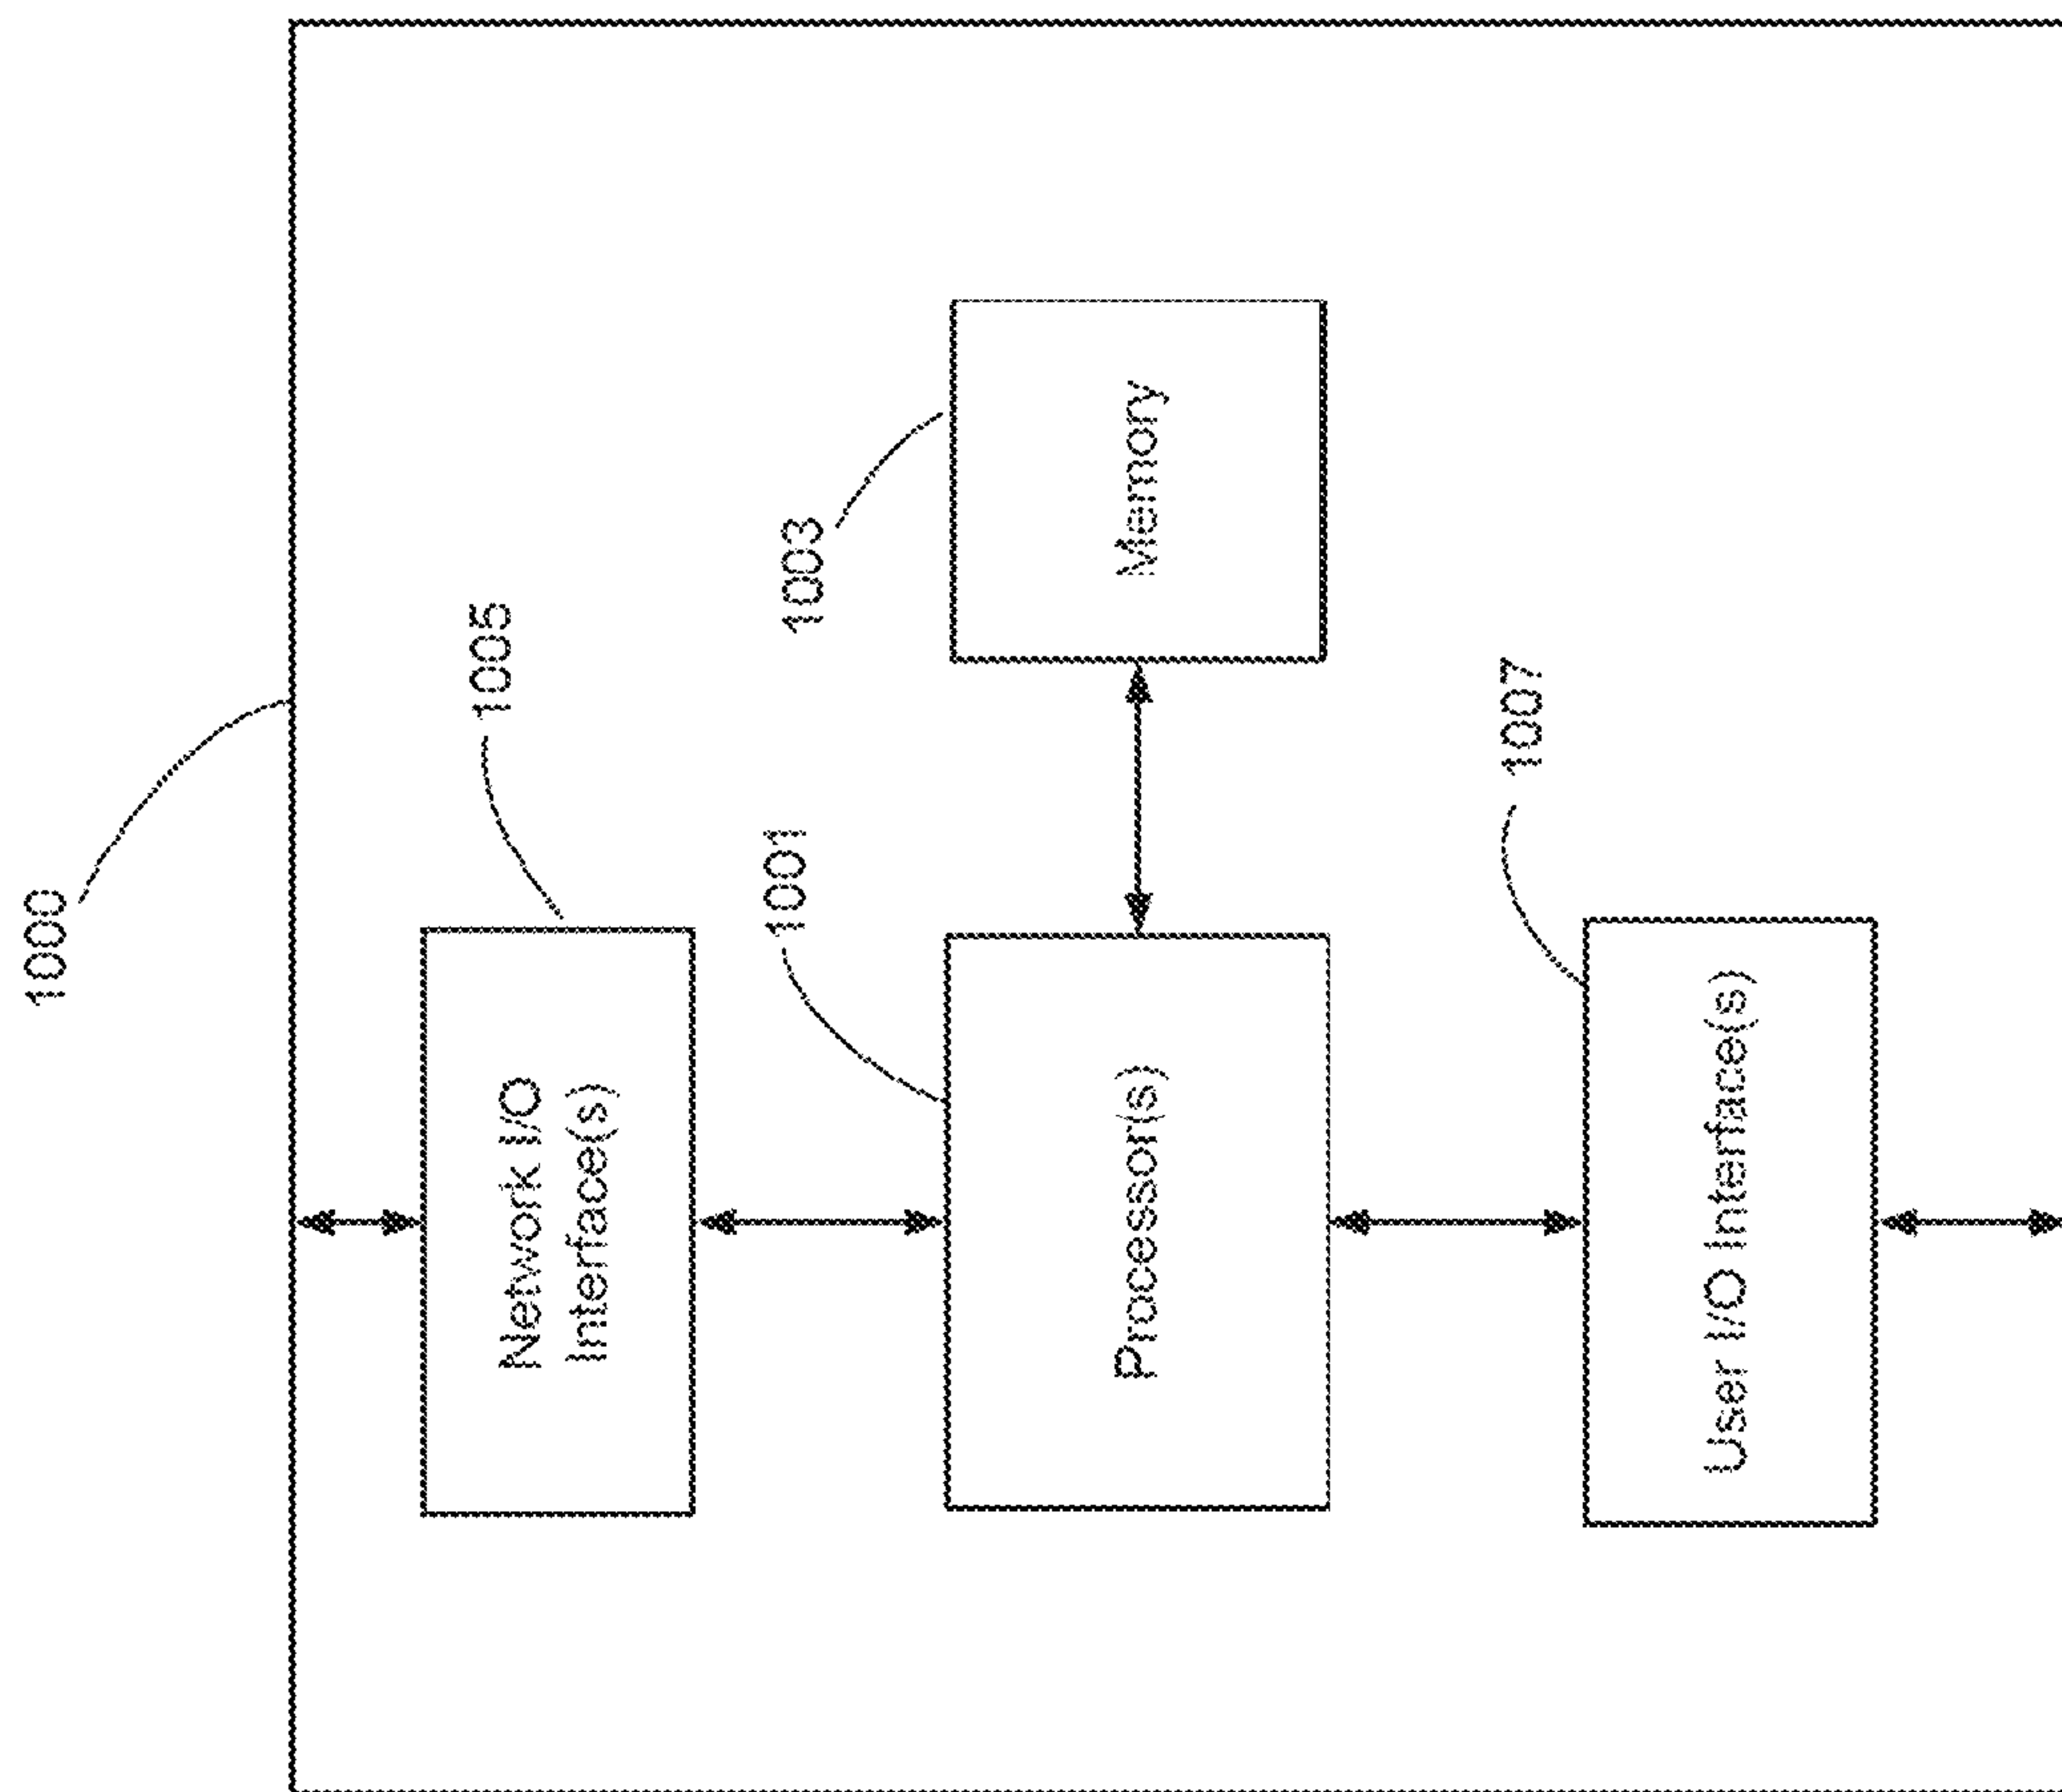 1000
1005
Network I/O
Interface(s)
1001
Processor(s)
1003
Memory
1007
User I/O Interface(s)